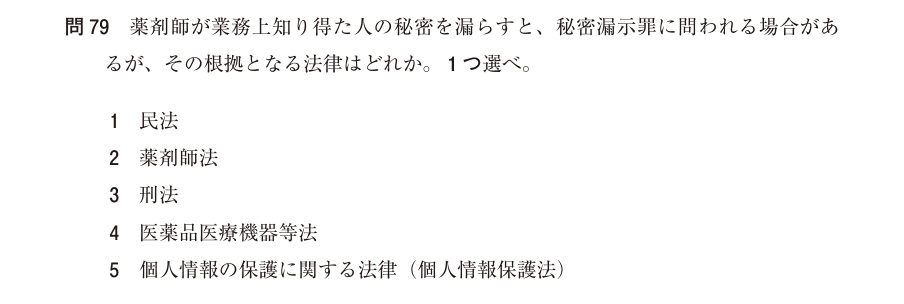 問 79　薬剤師が業務上知り得た人の秘密を漏らすと、秘密漏示罪に問われる場合があ
るが、その根拠となる法律はどれか。1つ選べ。
1　民法
2　薬剤師法
3　刑法
4　医薬品医療機器等法
5　個人情報の保護に関する法律（個人情報保護法）